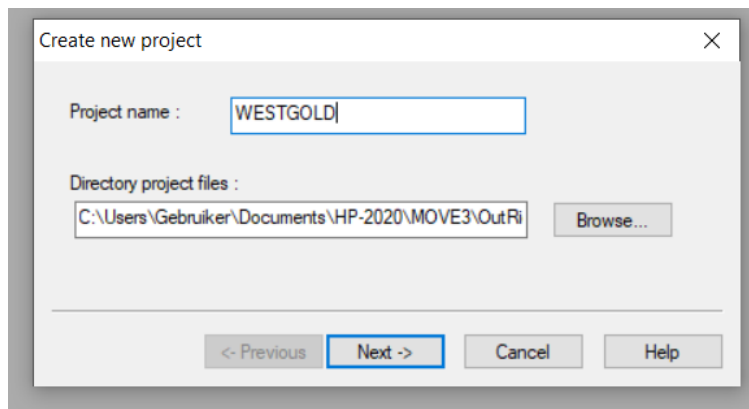 Create new project
Project name :
WESTGOLD
Directory project files :
C:\Users\Gebruiker\Documents\HP-2020\MOVE3\OutRi
Browse...
<- Previous
Next ->
Cancel
Help